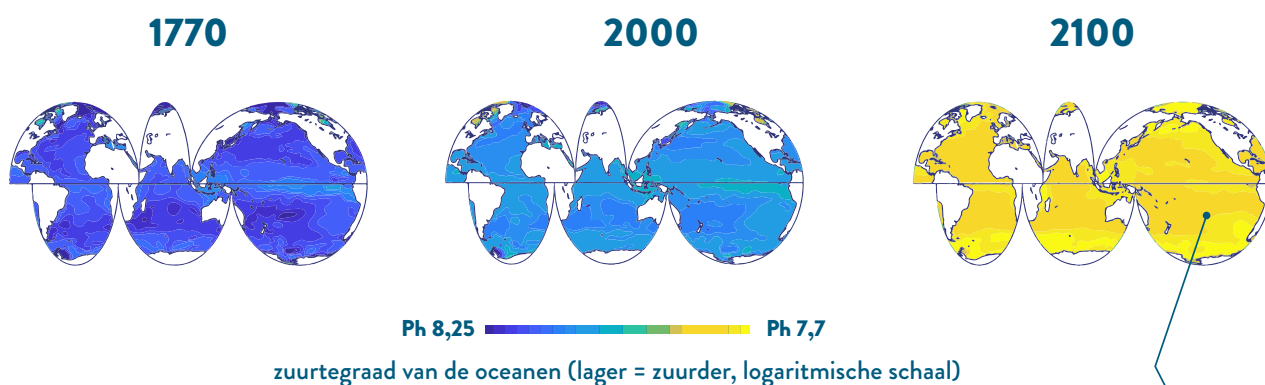 1770
2000
2100
Ph 8,25
Ph 7,7
zuurtegraad van de oceanen (lager = zuurder, logaritmische schaal)